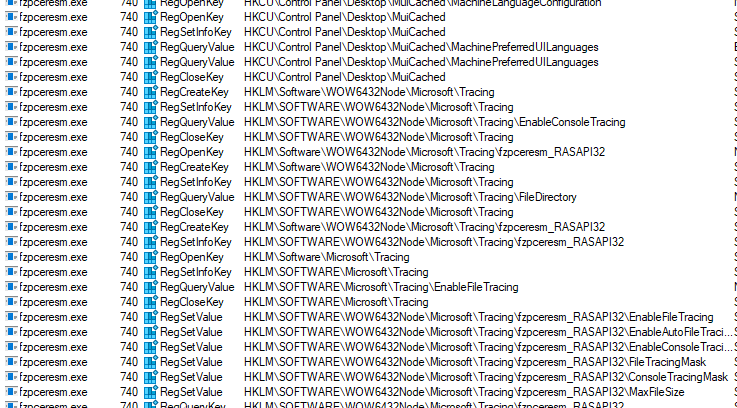 fzpceresm.exe 740 RegOpenKey HKCU\Control Panel\Desktop\MuiCached\MachineLanguageConfiguration
fzpceresm.exe 740 RegOpenKey HKCU\Control Panel\Desktop\MuiCached
fzpceresm.exe 740 RegSetInfoKey HKCU\Control Panel\Desktop\MuiCached
fzpceresm.exe 740 RegQueryValue HKCU\Control Panel\Desktop\MuiCached\MachinePreferredUILanguages
fzpceresm.exe 740 RegQueryValue HKCU\Control Panel\Desktop\MuiCached\MachinePreferredUILanguages
fzpceresm.exe 740 RegCloseKey HKCU\Control Panel\Desktop\MuiCached
fzpceresm.exe 740 RegCreateKey HKLM\Software\WOW6432Node\Microsoft\Tracing
fzpceresm.exe 740 RegSetInfoKey HKLM\SOFTWARE\WOW6432Node\Microsoft\Tracing
fzpceresm.exe 740 RegQueryValue HKLM\SOFTWARE\WOW6432Node\Microsoft\Tracing\EnableConsoleTracing
fzpceresm.exe 740 RegCloseKey HKLM\SOFTWARE\WOW6432Node\Microsoft\Tracing
fzpceresm.exe 740 RegOpenKey HKLM\Software\WOW6432Node\Microsoft\Tracing\fzpceresm_RASAPI32
fzpceresm.exe 740 RegCreateKey HKLM\Software\WOW6432Node\Microsoft\Tracing
fzpceresm.exe 740 RegSetInfoKey HKLM\SOFTWARE\WOW6432Node\Microsoft\Tracing
fzpceresm.exe 740 RegQueryValue HKLM\SOFTWARE\WOW6432Node\Microsoft\Tracing\FileDirectory
fzpceresm.exe 740 RegCloseKey HKLM\SOFTWARE\WOW6432Node\Microsoft\Tracing
fzpceresm.exe 740 RegCreateKey HKLM\Software\WOW6432Node\Microsoft\Tracing\fzpceresm_RASAPI32
fzpceresm.exe 740 RegSetInfoKey HKLM\SOFTWARE\WOW6432Node\Microsoft\Tracing\fzpceresm_RASAPI32
fzpceresm.exe 740 RegOpenKey HKLM\Software\Microsoft\Tracing
fzpceresm.exe 740 RegSetInfoKey HKLM\SOFTWARE\Microsoft\Tracing
fzpceresm.exe 740 RegQueryValue HKLM\SOFTWARE\Microsoft\Tracing\EnableFileTracing
fzpceresm.exe 740 RegCloseKey HKLM\SOFTWARE\Microsoft\Tracing
fzpceresm.exe 740 RegSetValue HKLM\SOFTWARE\WOW6432Node\Microsoft\Tracing\fzpceresm_RASAPI32\EnableFileTracing
fzpceresm.exe 740 RegSetValue HKLM\SOFTWARE\WOW6432Node\Microsoft\Tracing\fzpceresm_RASAPI32\EnableAutoFileTraci...
fzpceresm.exe 740 RegSetValue HKLM\SOFTWARE\WOW6432Node\Microsoft\Tracing\fzpceresm_RASAPI32\EnableConsoleTraci...
fzpceresm.exe 740 RegSetValue HKLM\SOFTWARE\WOW6432Node\Microsoft\Tracing\fzpceresm_RASAPI32\FileTracingMask
fzpceresm.exe 740 RegSetValue HKLM\SOFTWARE\WOW6432Node\Microsoft\Tracing\fzpceresm_RASAPI32\ConsoleTracingMask
fzpceresm.exe 740 RegSetValue HKLM\SOFTWARE\WOW6432Node\Microsoft\Tracing\fzpceresm_RASAPI32\MaxFileSize
fzpceresm.exe 740 RegQueryKey HKLM\SOFTWARE\WOW6432Node\Microsoft\Tracing\fzpceresm_RASAPI32